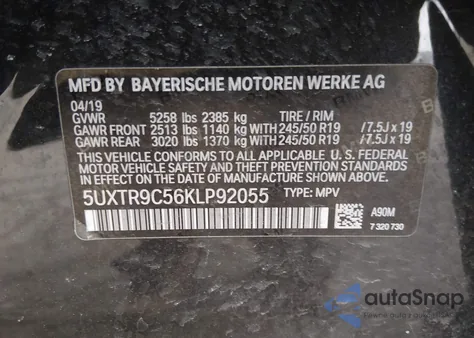 MFD BY BAYERISCHE MOTOREN WERKE AG
04/19
GVWR 5258 lbs 2385 kg TIRE / RIM
GAWR FRONT 2513 lbs 1140 kg WITH 245/50 R19 / 7.5J x 19
GAWR REAR 3020 lbs 1370 kg WITH 245/50 R19 / 7.5J x 19
THIS VEHICLE CONFORMS TO ALL APPLICABLE U.S. FEDERAL
MOTOR VEHICLE SAFETY, BUMPER, AND THEFT PREVENTION STANDARDS
IN EFFECT ON THE DATE OF MANUFACTURE SHOWN ABOVE.
5UXTR9C56KLP92055 TYPE: MPV
A90M
7 320 730
autoSnap